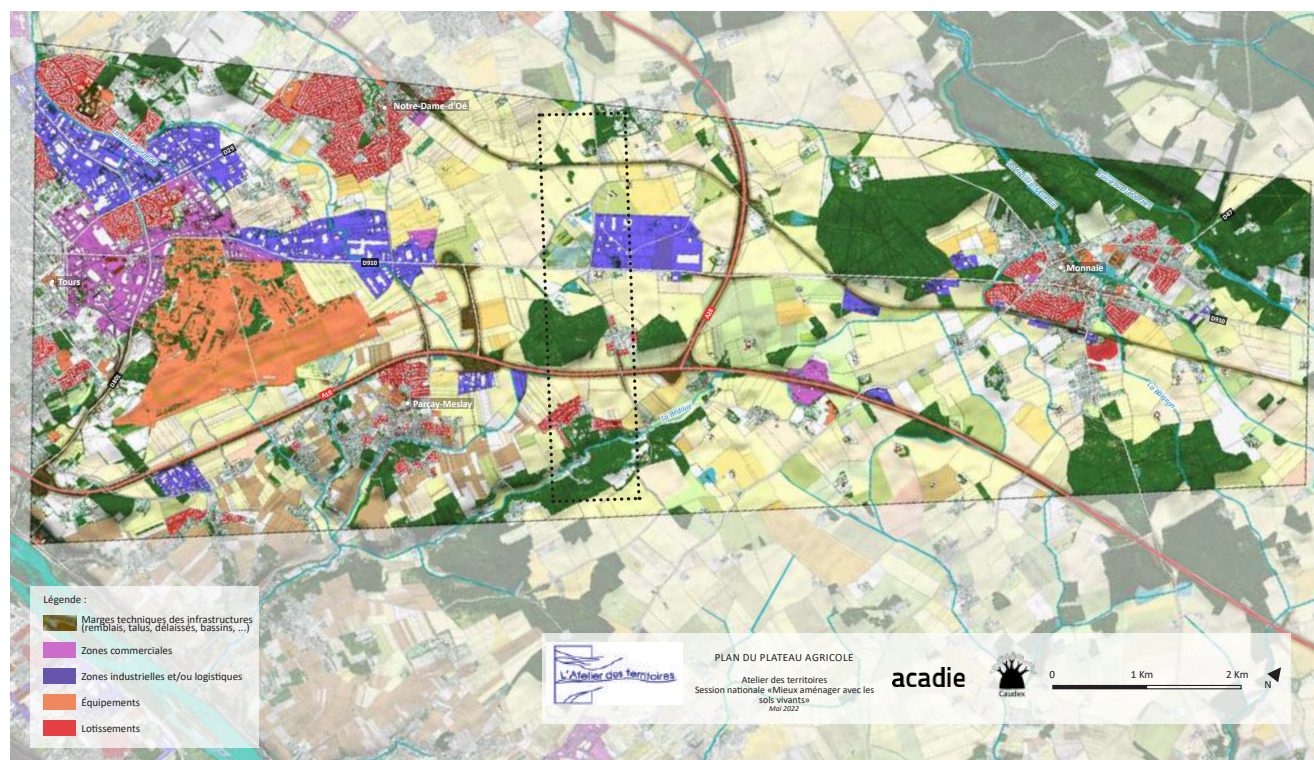 Notre-Dame-d'Oé
D29
Tours
D910
Monnaie
D47
D910
A28
A10
Parçay-Meslay
La Bédoire
Légende :
Marges techniques des infrastructures
(remblais, talus, délaissés, bassins, ...)
Zones commerciales
Zones industrielles et/ou logistiques
Équipements
Lotissements
L'Atelier des territoires
PLAN DU PLATEAU AGRICOLE
Atelier des territoires
Session nationale «Mieux aménager avec les
sols vivants»
Mai 2022
acadie
Caudex
0 1 Km 2 Km
N